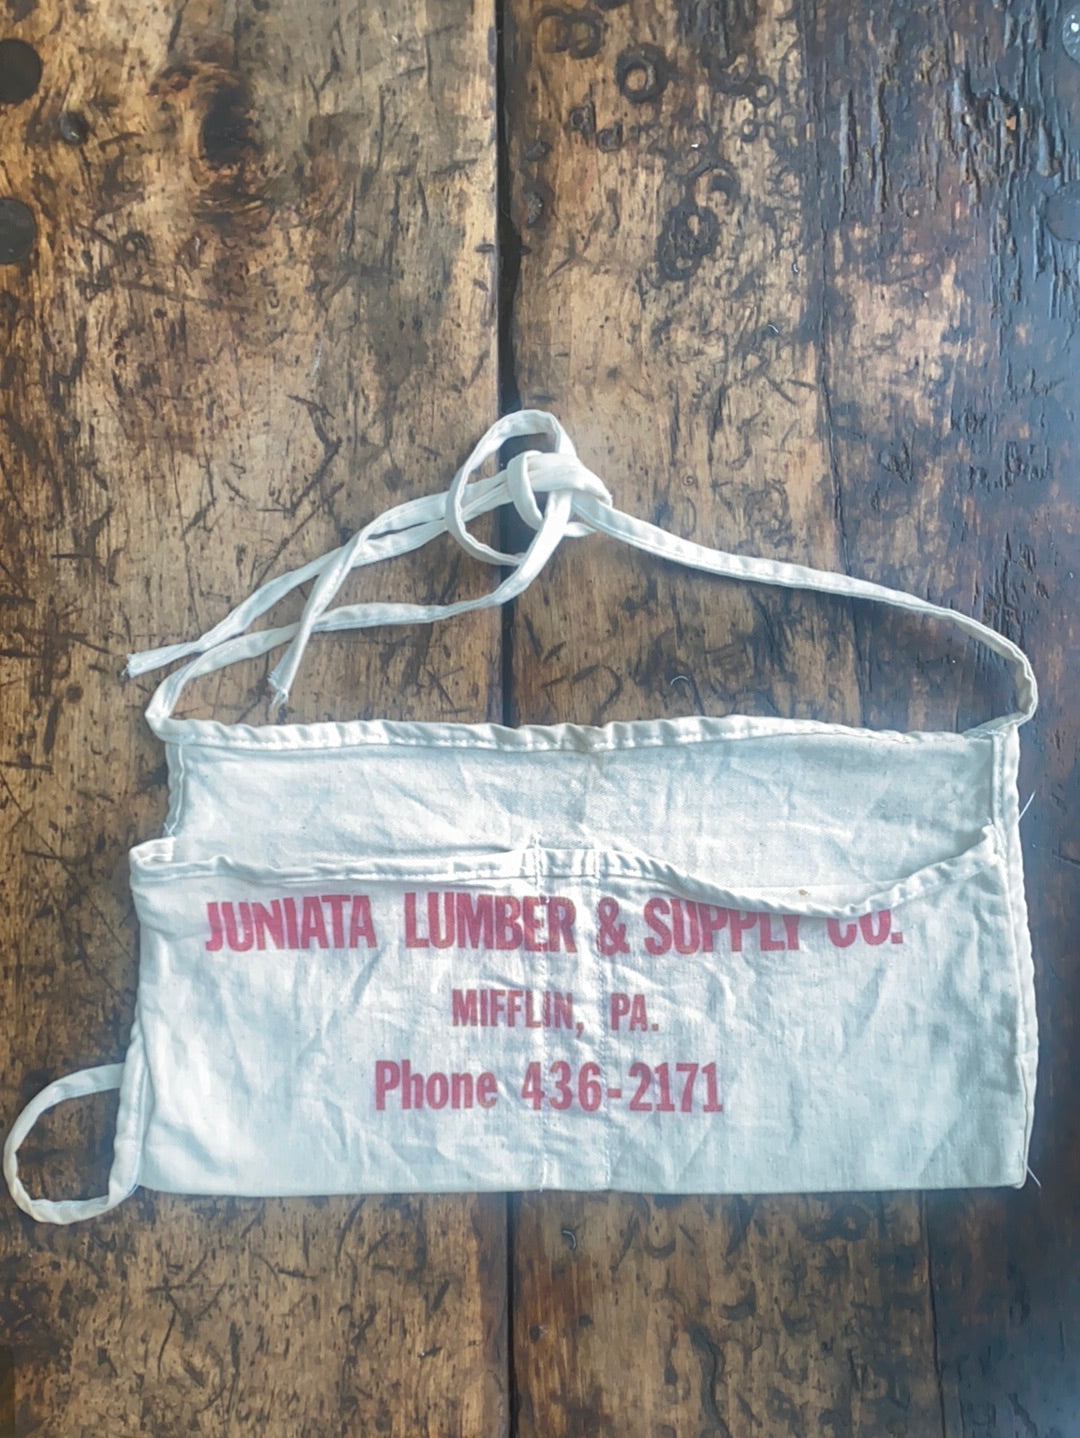 JUNIATA LUMBER & SUPPLY CO.
MIFFLIN, PA.
Phone 436-2171